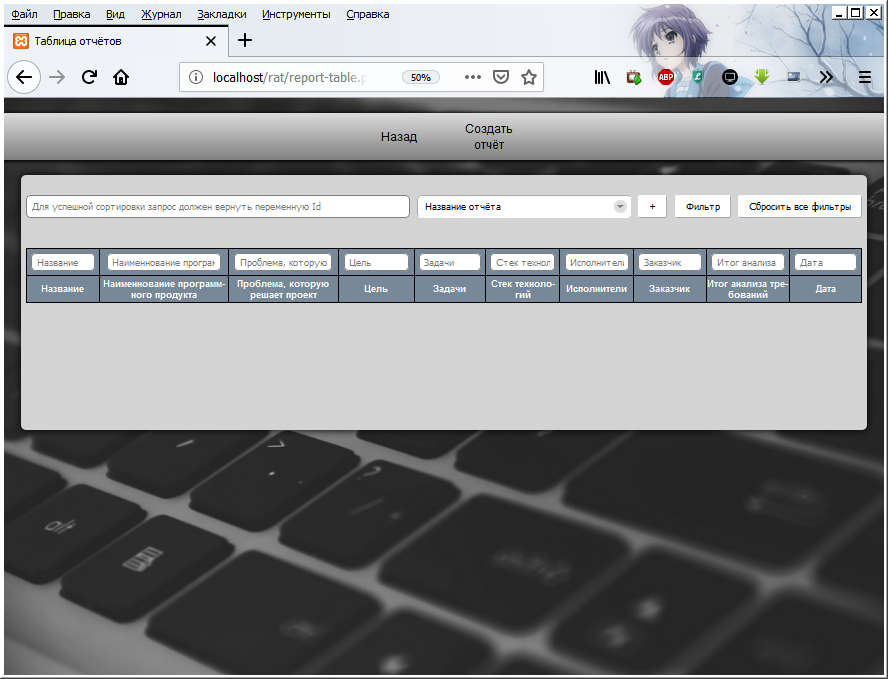 Файл Правка Вид Журнал Закладки Инструменты Справка
Таблица отчётов
localhost/rat/report-table.p 50% ABP
Назад
Создать
отчёт
Для успешной сортировки запрос должен вернуть переменную Id
Название отчёта + Фильтр Сбросить все фильтры
Название Наименнование програм Проблема, которую Цель Задачи Стек технол Исполнители Заказчик Итог анализа Дата
Название
Наименнование программ-
ного продукта
Проблема, которую
решает проект
Цель
Задачи
Стек техноло-
гий
Исполнители
Заказчик
Итог анализа тре-
бований
Дата
alt